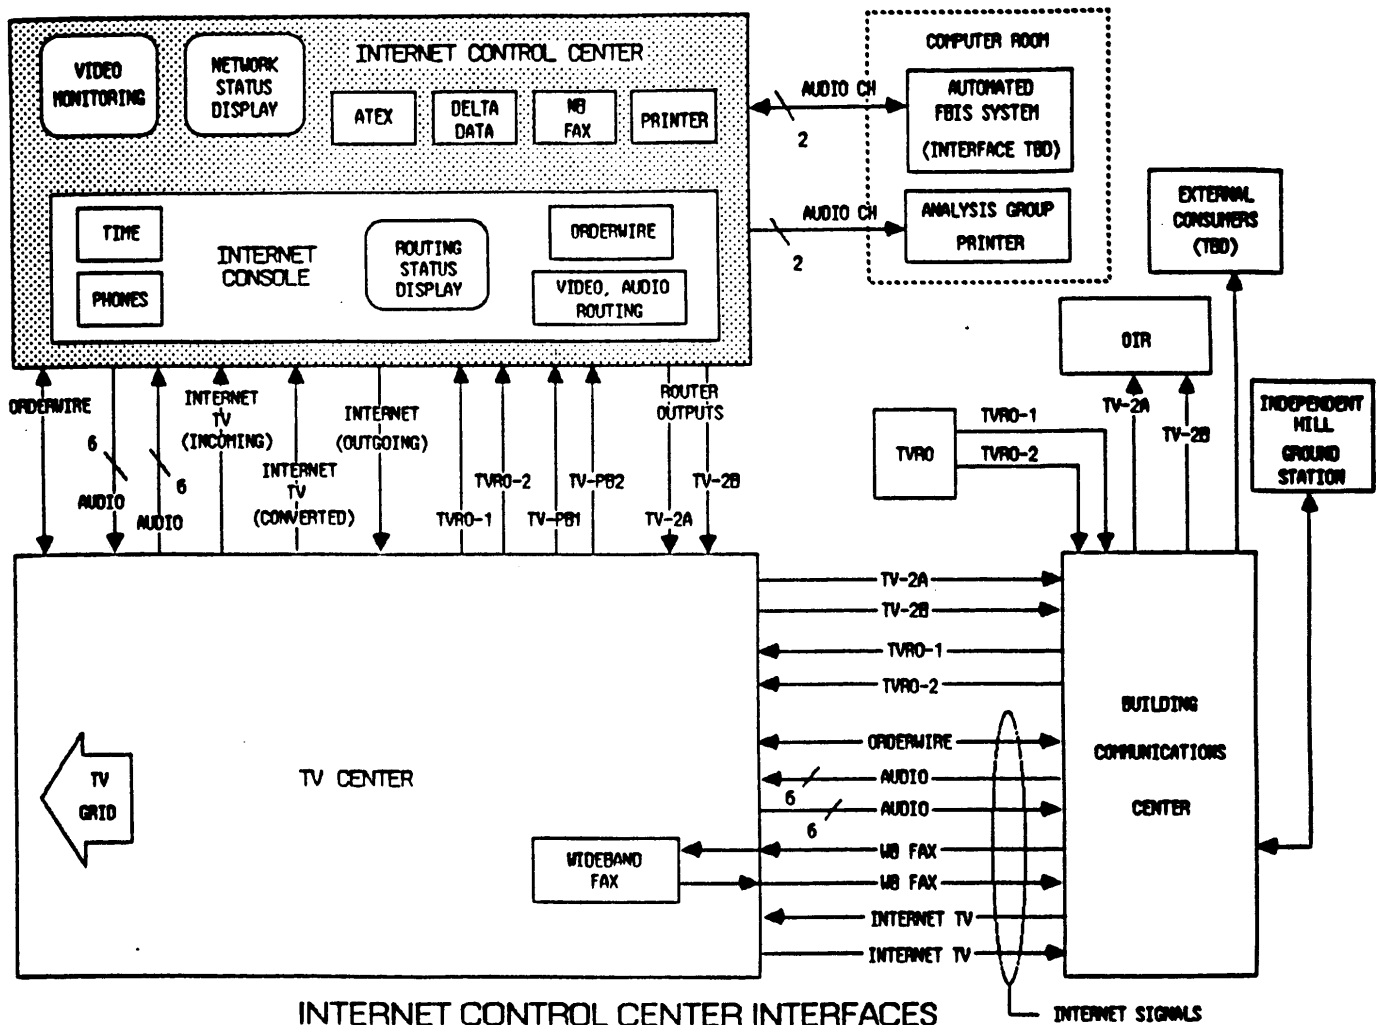 INTERNET CONTROL CENTER
VIDEO
MONITORING
NETWORK
STATUS
DISPLAY
ATEX
DELTA
DATA
NB
FAX
PRINTER
TIME
PHONES
INTERNET
CONSOLE
ROUTING
STATUS
DISPLAY
ORDERWIRE
VIDEO, AUDIO
ROUTING
AUDIO CH
2
AUDIO CH
2
COMPUTER ROOM
AUTOMATED
FBIS SYSTEM
(INTERFACE TBD)
ANALYSIS GROUP
PRINTER
EXTERNAL
CONSUMERS
(TBD)
OIR
INDEPENDENT
HILL
GROUND
STATION
TVRO
TVRO-1
TVRO-2
TV-2A
TV-2B
ORDERWIRE
6
AUDIO
6
AUDIO
INTERNET
TV
(INCOMING)
INTERNET
TV
(CONVERTED)
INTERNET
(OUTGOING)
TVRO-1
TVRO-2
TV-PB1
TV-PB2
ROUTER
OUTPUTS
TV-2A
TV-2B
TV CENTER
TV
GRID
WIDEBAND
FAX
TV-2A
TV-2B
TVRO-1
TVRO-2
ORDERWIRE
AUDIO
6
AUDIO
6
WB FAX
WB FAX
INTERNET TV
INTERNET TV
BUILDING
COMMUNICATIONS
CENTER
INTERNET SIGNALS
INTERNET CONTROL CENTER INTERFACES